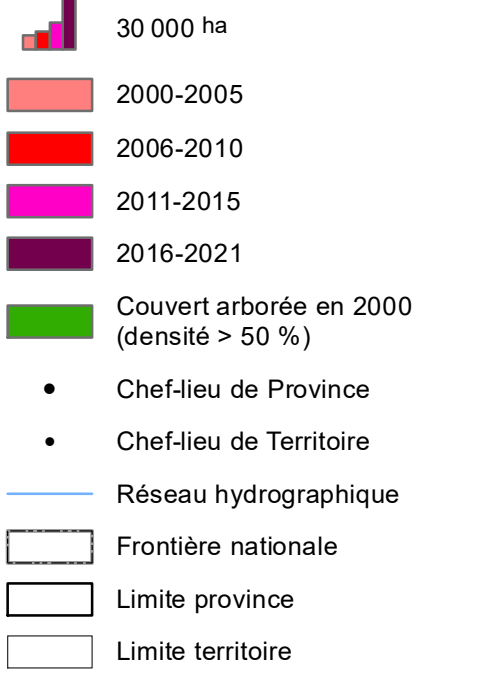 30 000 ha
2000-2005
2006-2010
2011-2015
2016-2021
Couvert arborée en 2000
(densité > 50 %)
Chef-lieu de Province
Chef-lieu de Territoire
Réseau hydrographique
Frontière nationale
Limite province
Limite territoire